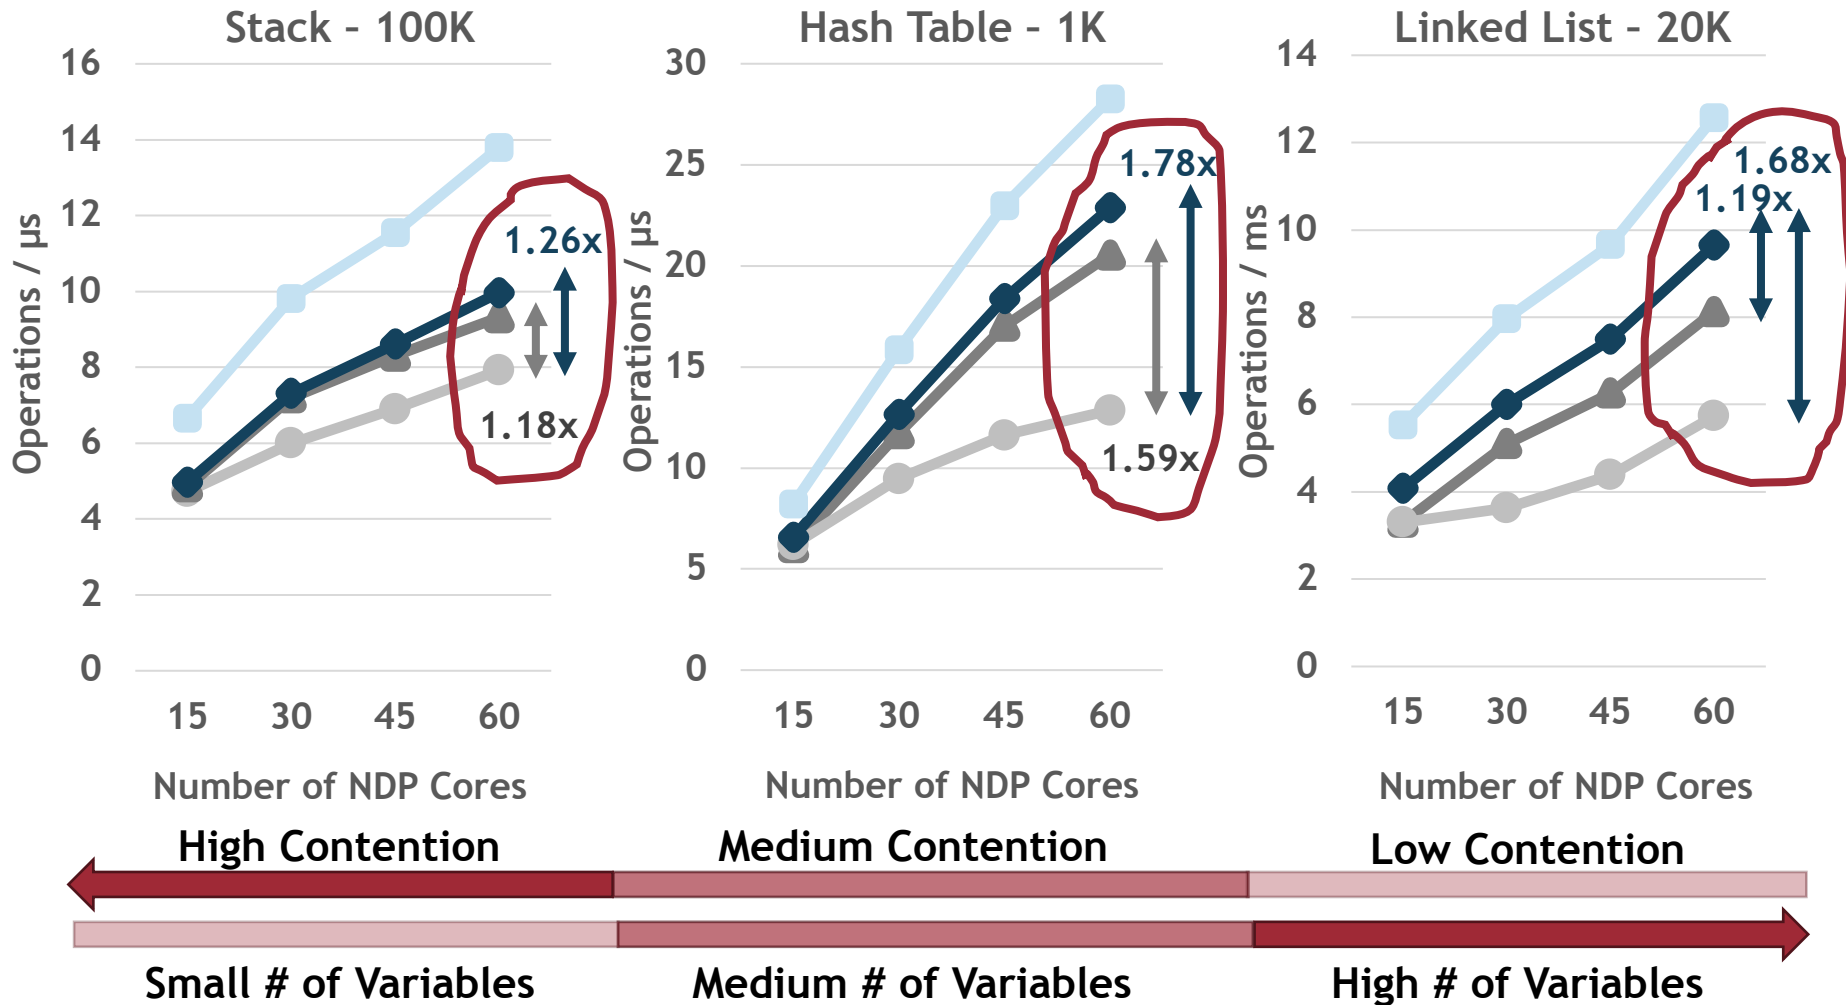 Stack – 100K
16
14
12
10
8
6
4
2
0
Operations / µs
1.26x
1.18x
15 30 45 60
Number of NDP Cores
Hash Table – 1K
30
25
20
15
10
5
0
Operations / µs
1.78x
1.59x
15 30 45 60
Number of NDP Cores
Linked List – 20K
14
12
10
8
6
4
2
0
Operations / ms
1.68x
1.19x
15 30 45 60
Number of NDP Cores
High Contention Medium Contention Low Contention
Small # of Variables Medium # of Variables High # of Variables